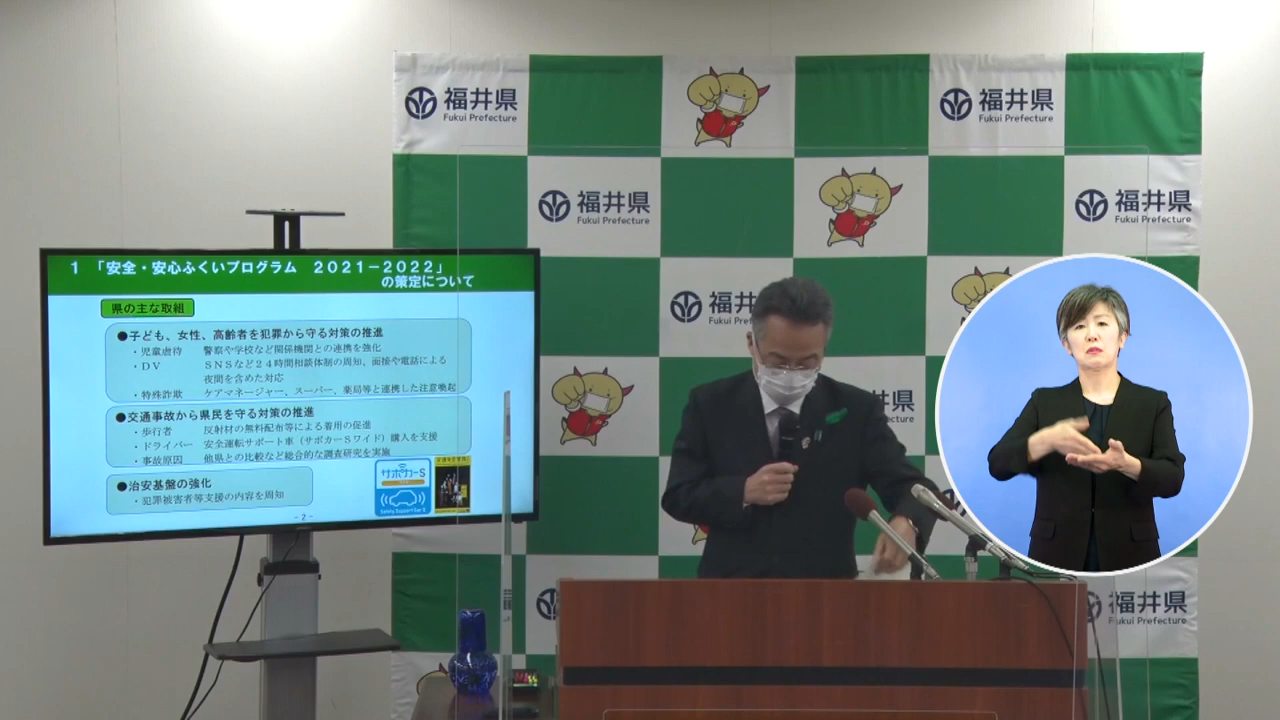 福井県
Fukui Prefecture
福井県
Fukui Prefecture
福井県
Fukui Prefecture
福井県
Fukui Prefecture
1 「安全・安心ふくいプログラム 2021－2022」
の策定について
県の主な取組
●子ども、女性、高齢者を犯罪から守る対策の推進
・児童虐待 警察や学校など関係機関との連携を強化
・DV SNSなど24時間相談体制の周知、面接や電話による
夜間を含めた対応
・特殊詐欺 ケアマネージャー、スーパー、薬局等と連携した注意喚起
●交通事故から県民を守る対策の推進
・歩行者 反射材の無料配布等による着用の促進
・ドライバー 安全運転サポート車（サポカーSワイド）購入を支援
・事故原因 他県との比較など総合的な調査研究を実施
●治安基盤の強化
・犯罪被害者等支援の内容を周知
サポカーS
Safety Support Car S
－2－
福井
Fukui
井県
fecture
福井県
Fukui Prefecture